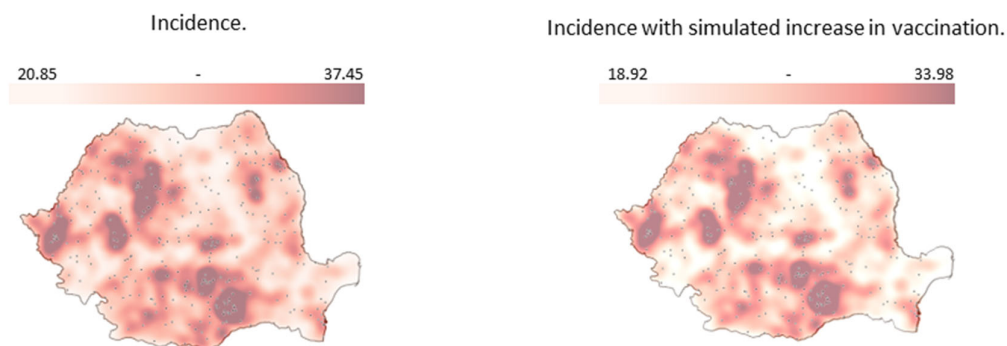 Incidence.
20.85 - 37.45
Incidence with simulated increase in vaccination.
18.92 - 33.98